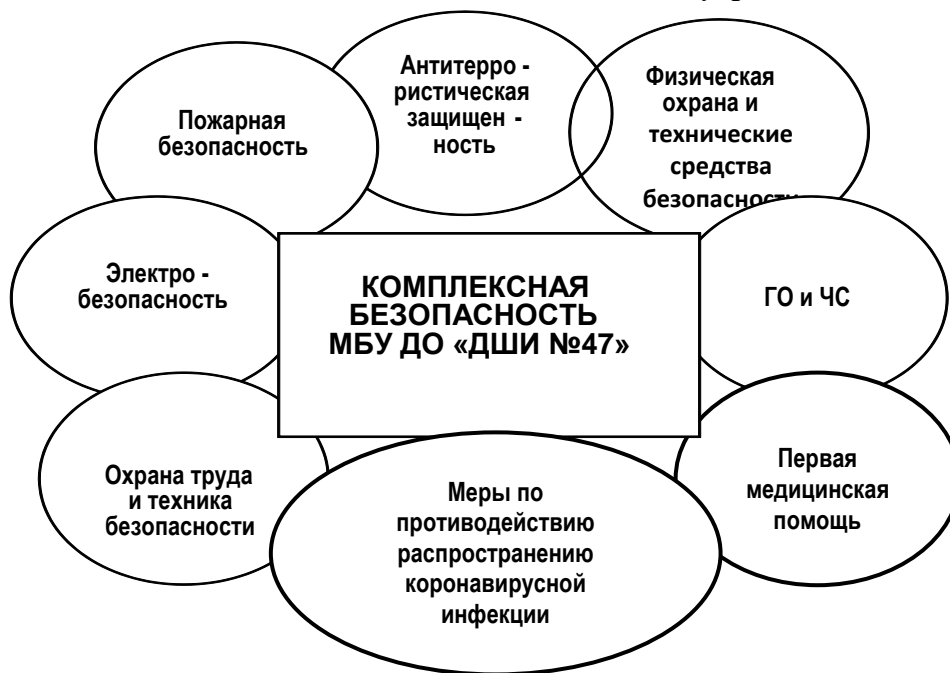 Антитерро -
ристическая
защищен -
ность
Физическая
охрана и
технические
средства
безопасности
Пожарная
безопасность
Электро -
безопасность
КОМПЛЕКСНАЯ
БЕЗОПАСНОСТЬ
МБУ ДО «ДШИ №47»
ГО и ЧС
Охрана труда
и техника
безопасности
Меры по
противодействию
распространению
коронавирусной
инфекции
Первая
медицинская
помощь